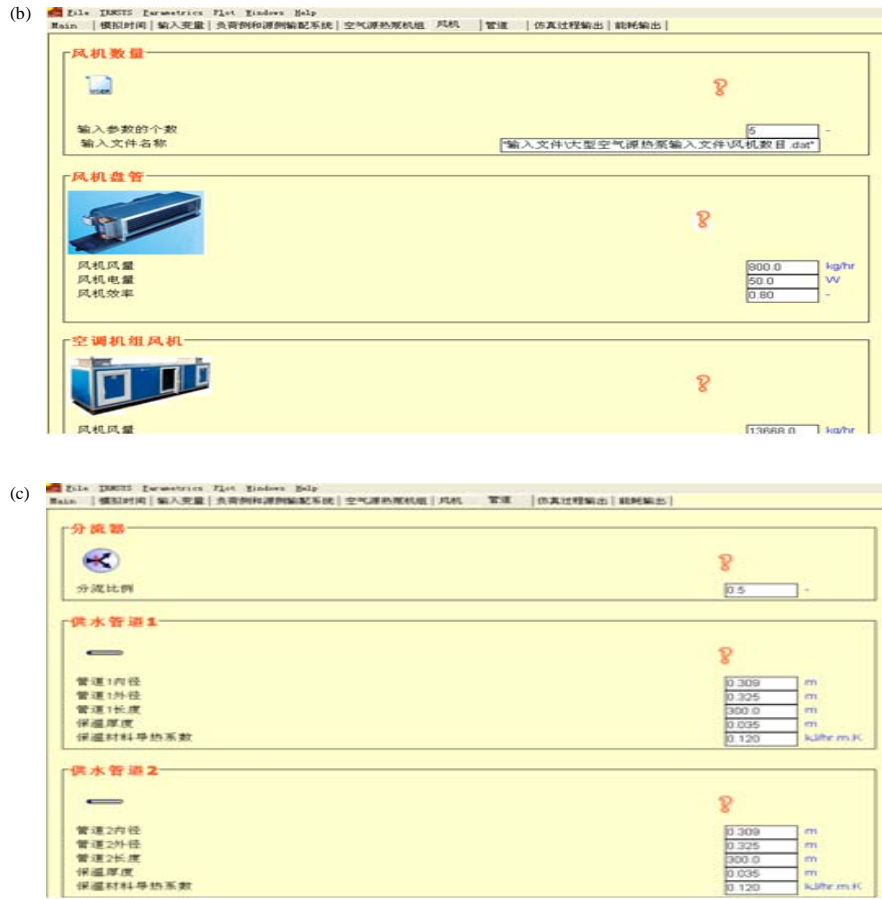 (b)
File TRNSYS Parametrics Plot Windows Help
Main | 模拟时间 | 输入变量 | 负荷侧和源侧输配系统 | 空气源热泵机组 风机 | 管道 | 仿真过程输出 | 能耗输出 |
风机数量
USER
输入参数的个数 5 -
输入文件名称 "输入文件\大型空气源热泵输入文件\风机数目.dat"
风机盘管
风机风量 800.0 kg/hr
风机电量 50.0 W
风机效率 0.80 -
空调机组风机
风机风量 13668.0 kg/hr
(c)
File TRNSYS Parametrics Plot Windows Help
Main | 模拟时间 | 输入变量 | 负荷侧和源侧输配系统 | 空气源热泵机组 | 风机 管道 | 仿真过程输出 | 能耗输出 |
分流器
分流比例 0.5 -
供水管道1
管道1内径 0.309 m
管道1外径 0.325 m
管道1长度 300.0 m
保温厚度 0.035 m
保温材料导热系数 0.120 kJ/hr.m.K
供水管道2
管道2内径 0.309 m
管道2外径 0.325 m
管道2长度 300.0 m
保温厚度 0.035 m
保温材料导热系数 0.120 kJ/hr.m.K